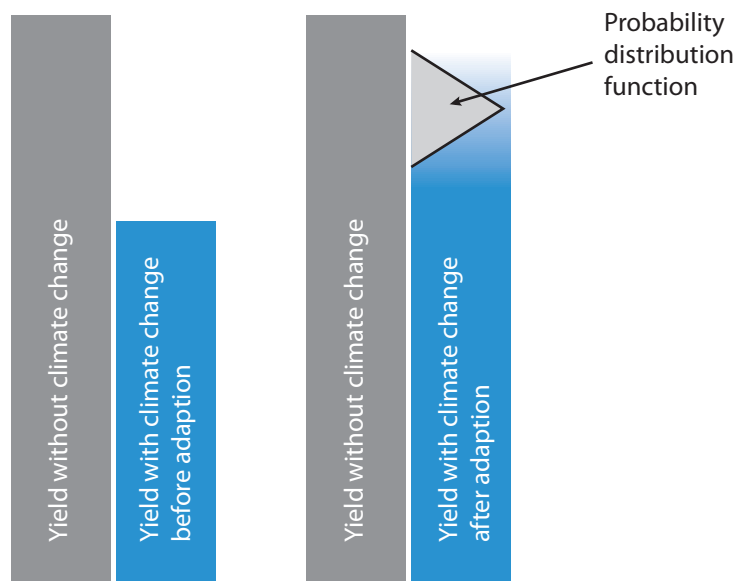 Yield without climate change
Yield with climate change
before adaption
Yield without climate change
Yield with climate change
after adaption
Probability
distribution
function